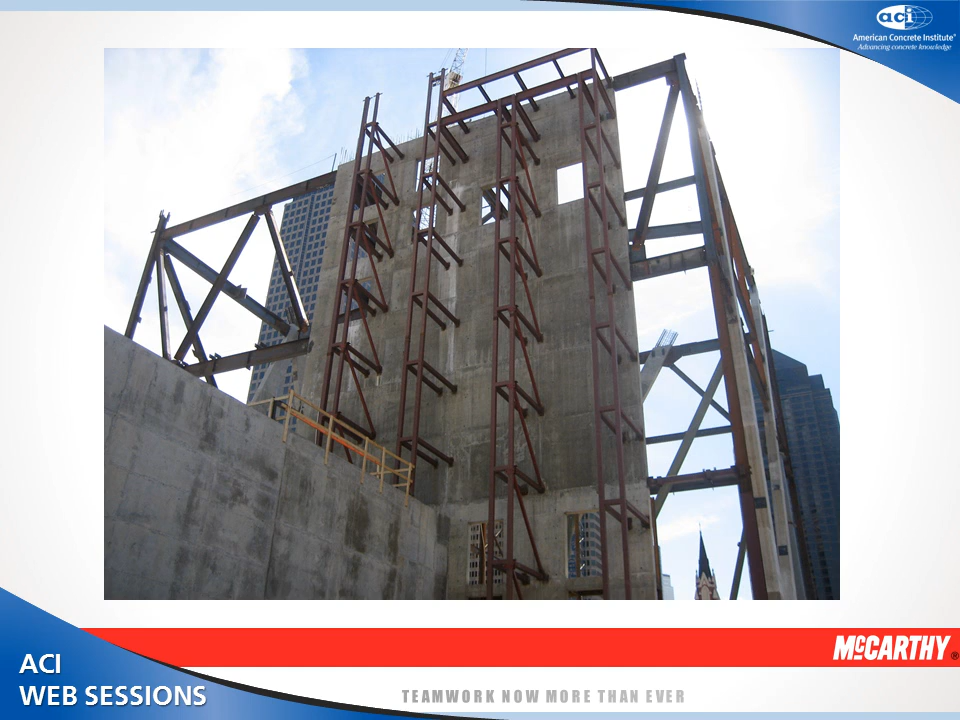 aci
American Concrete Institute®
Advancing concrete knowledge
McCARTHY®
ACI
WEB SESSIONS
TEAMWORK NOW MORE THAN EVER